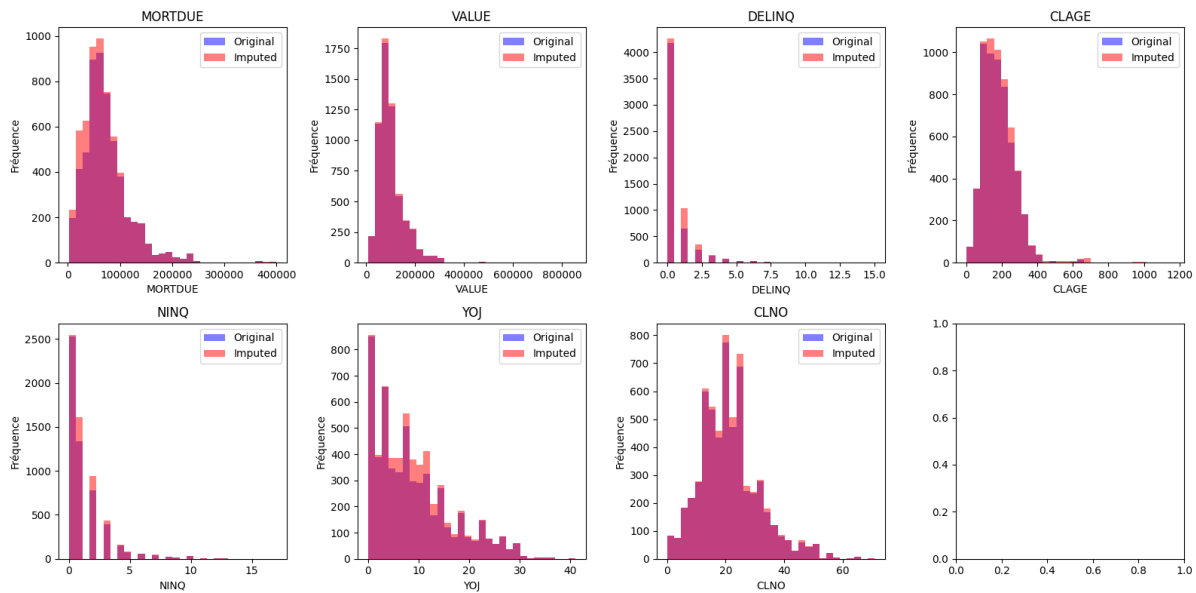 MORTDUE
Original
Imputed
Fréquence
1000
800
600
400
200
0
0
100000
200000
300000
400000
MORTDUE
VALUE
Original
Imputed
Fréquence
1750
1500
1250
1000
750
500
250
0
0
200000
400000
600000
800000
VALUE
DELINQ
Original
Imputed
Fréquence
4000
3500
3000
2500
2000
1500
1000
500
0
0.0
2.5
5.0
7.5
10.0
12.5
15.0
DELINQ
CLAGE
Original
Imputed
Fréquence
1000
800
600
400
200
0
0
200
400
600
800
1000
1200
CLAGE
NINQ
Original
Imputed
Fréquence
2500
2000
1500
1000
500
0
0
5
10
15
NINQ
YOJ
Original
Imputed
Fréquence
800
700
600
500
400
300
200
100
0
0
10
20
30
40
YOJ
CLNO
Original
Imputed
Fréquence
800
700
600
500
400
300
200
100
0
0
20
40
60
CLNO
1.0
0.8
0.6
0.4
0.2
0.0
0.0
0.2
0.4
0.6
0.8
1.0